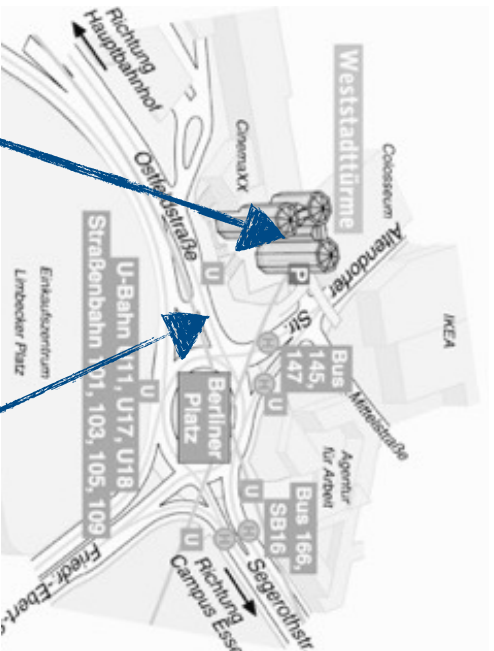 Richtung
Hauptbahnhof
Weststadttürme
CinemaXX
Colosseum
Ostfeldstraße
Altendorfer
Str.
IKEA
U
P
U-Bahn U11, U17, U18
Straßenbahn 101, 103, 105, 109
Einkaufszentrum
Limbecker Platz
U
Berliner
Platz
H
H
U
Bus
145,
147
Mittelstraße
Agentur
für Arbeit
U
Bus 166,
SB16
H
H
U
Segerothstr
Richtung
Campus Esse
Friedr.-Ebert-S